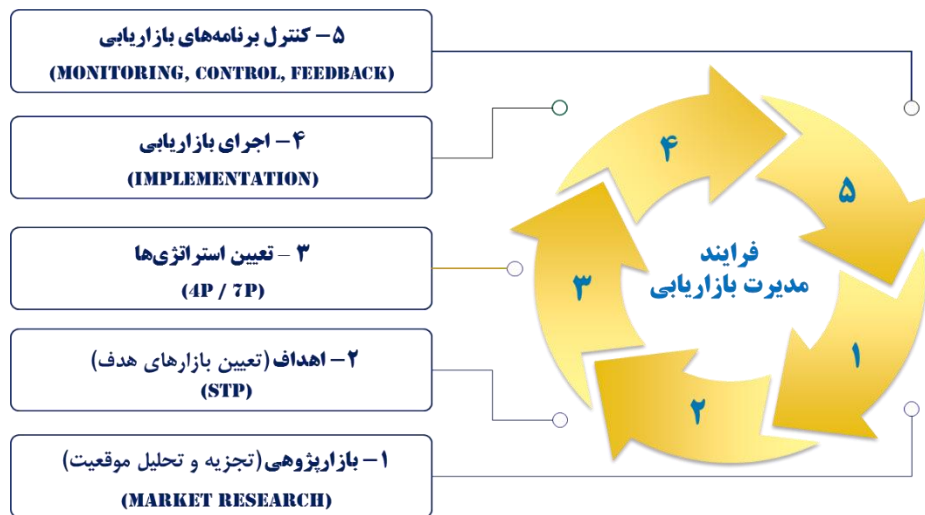 ۵- کنترل برنامه‌های بازاریابی
(MONITORING, CONTROL, FEEDBACK)
۴- اجرای بازاریابی
(IMPLEMENTATION)
۳ - تعیین استراتژی‌ها
(4P / 7P)
۲- اهداف (تعیین بازارهای هدف)
(STP)
۱- بازارپژوهی (تجزیه و تحلیل موقعیت)
(MARKET RESEARCH)
فرایند
مدیرت بازاریابی
۱
۲
۳
۴
۵